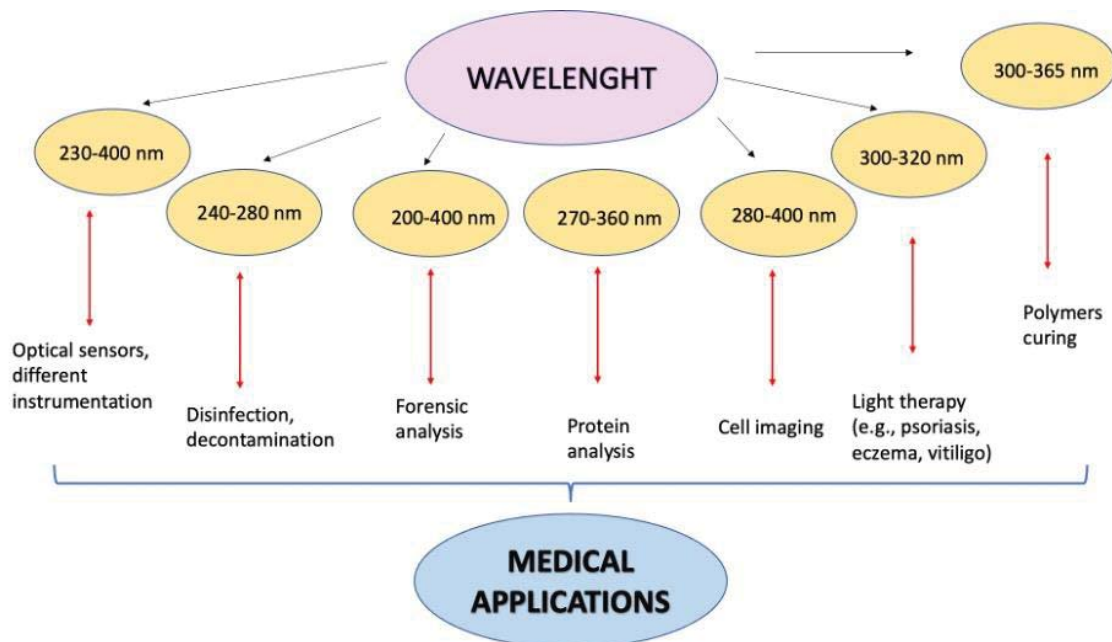 WAVELENGHT
230-400 nm
240-280 nm
200-400 nm
270-360 nm
280-400 nm
300-320 nm
300-365 nm
Optical sensors,
different
instrumentation
Disinfection,
decontamination
Forensic
analysis
Protein
analysis
Cell imaging
Light therapy
(e.g., psoriasis,
eczema, vitiligo)
Polymers
curing
MEDICAL
APPLICATIONS